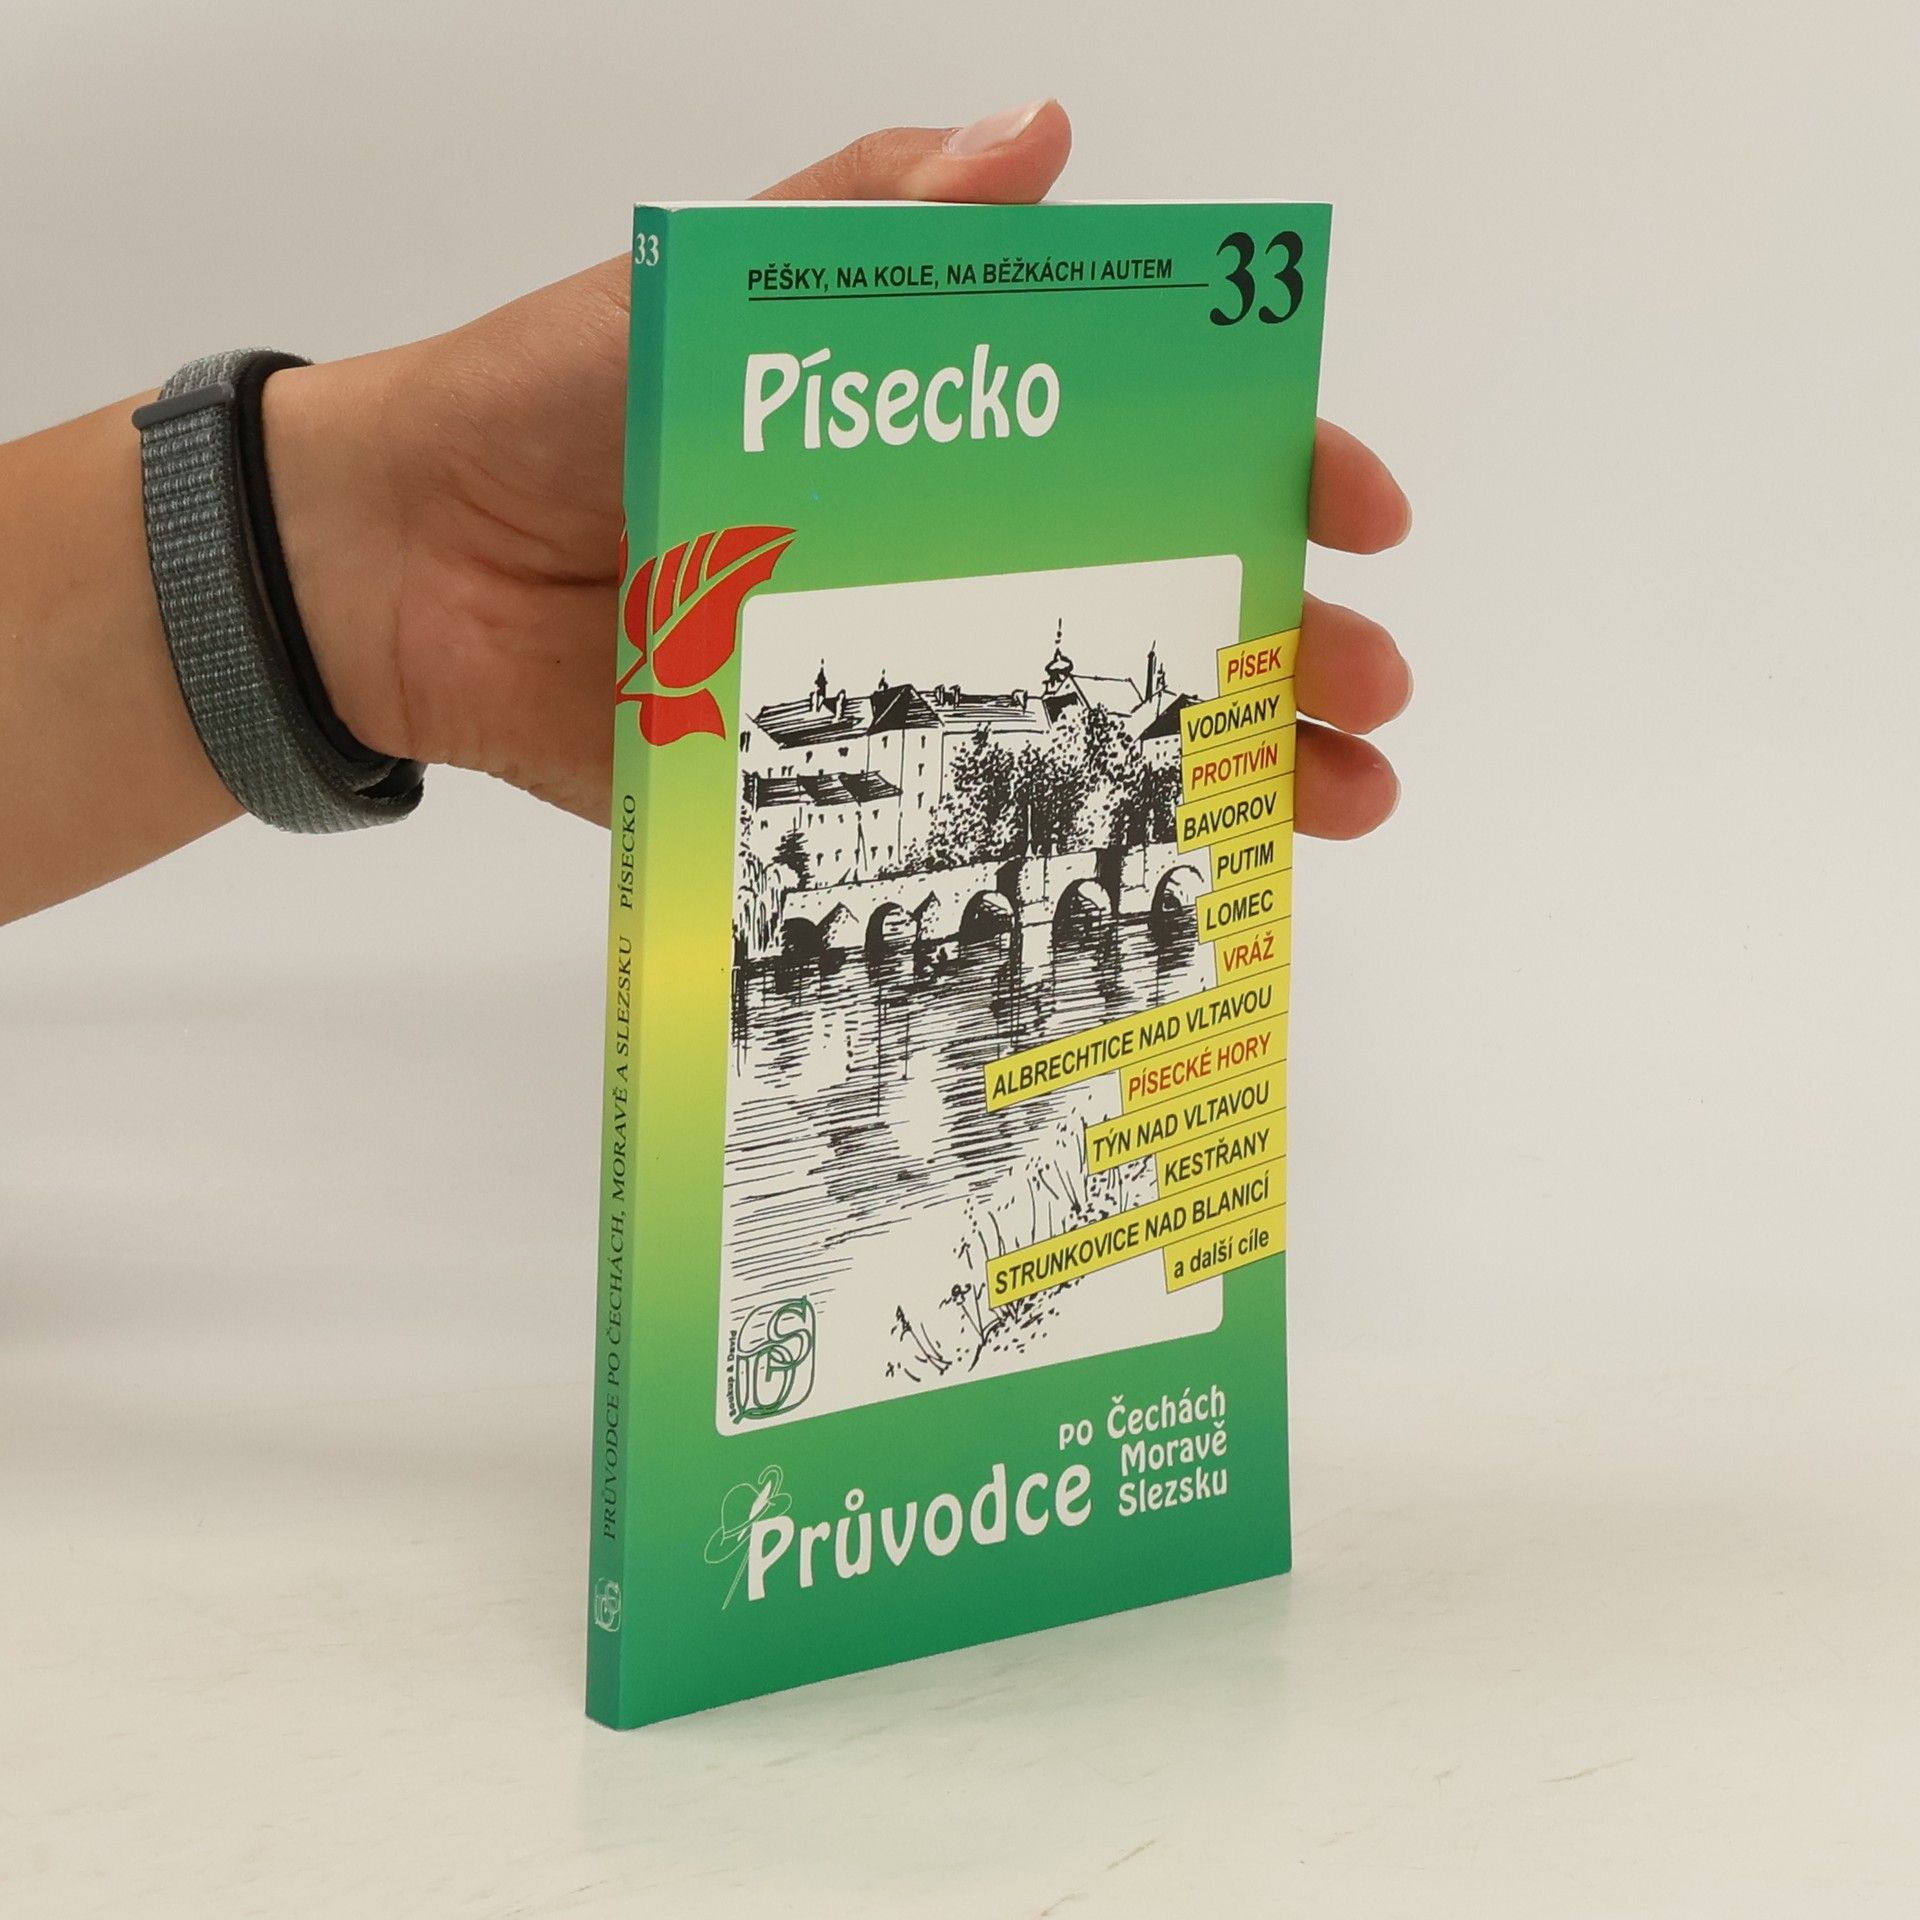 33
PRŮVODCE PO ČECHÁCH, MORAVĚ A SLEZSKU PÍSECKO
PĚŠKY, NA KOLE, NA BĚŽKÁCH I AUTEM
33
Písecko
PÍSEK
VODŇANY
PROTIVÍN
BAVOROV
PUTIM
LOMEC
VRÁŽ
ALBRECHTICE NAD VLTAVOU
PÍSECKÉ HORY
TÝN NAD VLTAVOU
KESTŘANY
STRUNKOVICE NAD BLANICÍ
a další cíle
Soukup & David
Průvodce
po Čechách
Moravě
Slezsku